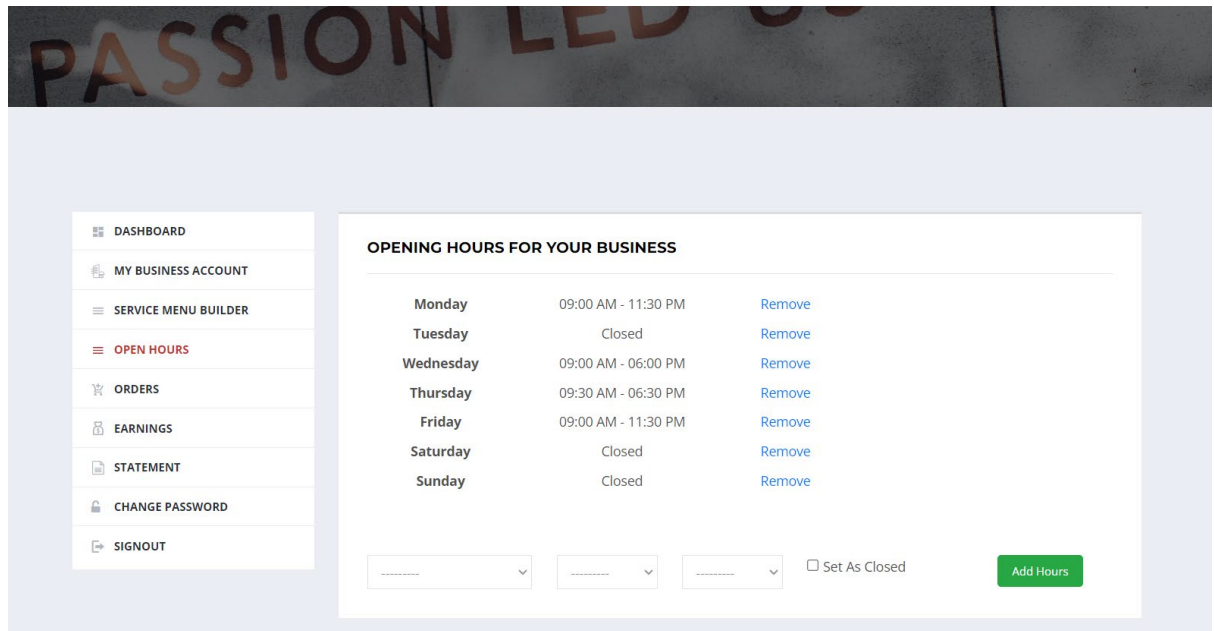 PASSION LED US
DASHBOARD
MY BUSINESS ACCOUNT
SERVICE MENU BUILDER
OPEN HOURS
ORDERS
EARNINGS
STATEMENT
CHANGE PASSWORD
SIGNOUT
OPENING HOURS FOR YOUR BUSINESS
Monday 09:00 AM - 11:30 PM Remove
Tuesday Closed Remove
Wednesday 09:00 AM - 06:00 PM Remove
Thursday 09:30 AM - 06:30 PM Remove
Friday 09:00 AM - 11:30 PM Remove
Saturday Closed Remove
Sunday Closed Remove
--------- --------- --------- Set As Closed Add Hours